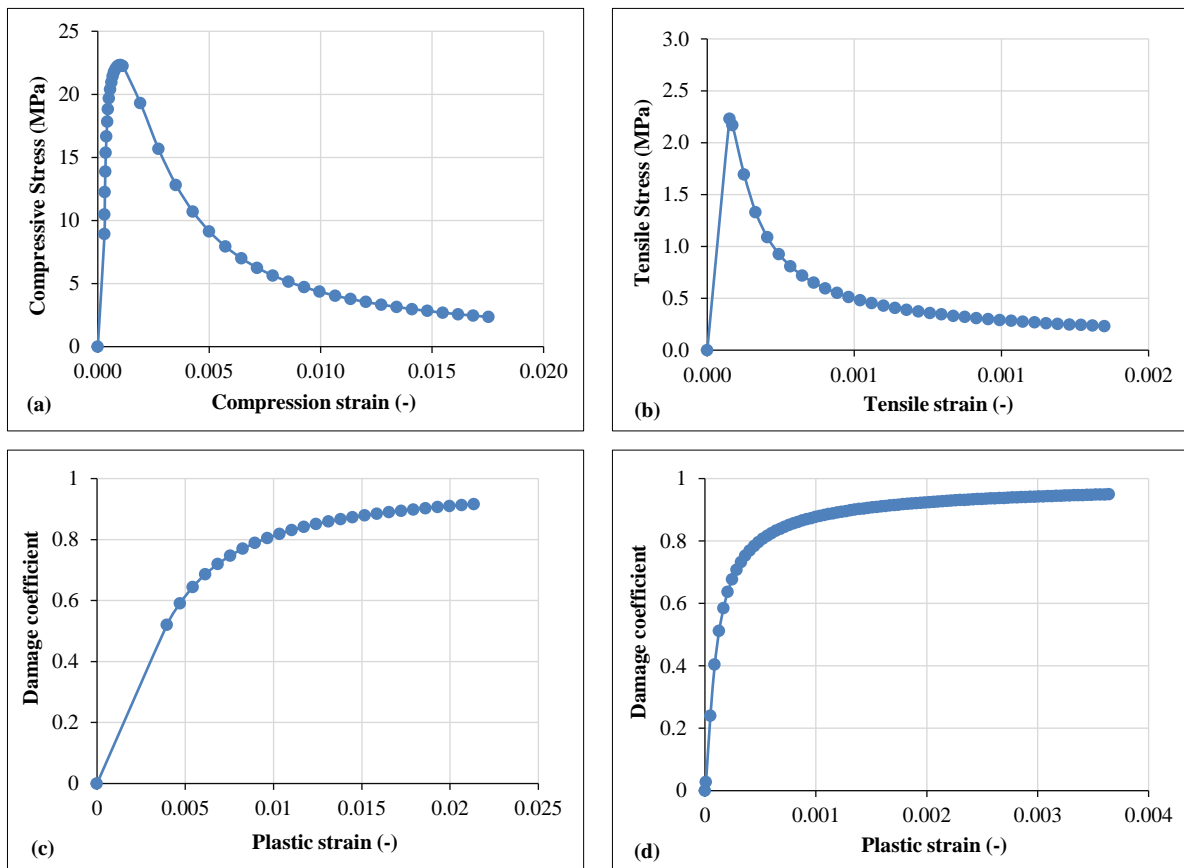 25
20
15
10
5
0
Compressive Stress (MPa)
0.000 0.005 0.010 0.015 0.020
(a) Compression strain (-)
3.0
2.5
2.0
1.5
1.0
0.5
0.0
Tensile Stress (MPa)
0.000 0.001 0.001 0.002
(b) Tensile strain (-)
1
0.8
0.6
0.4
0.2
0
Damage coefficient
0 0.005 0.01 0.015 0.02 0.025
(c) Plastic strain (-)
1
0.8
0.6
0.4
0.2
0
Damage coefficient
0 0.001 0.002 0.003 0.004
(d) Plastic strain (-)